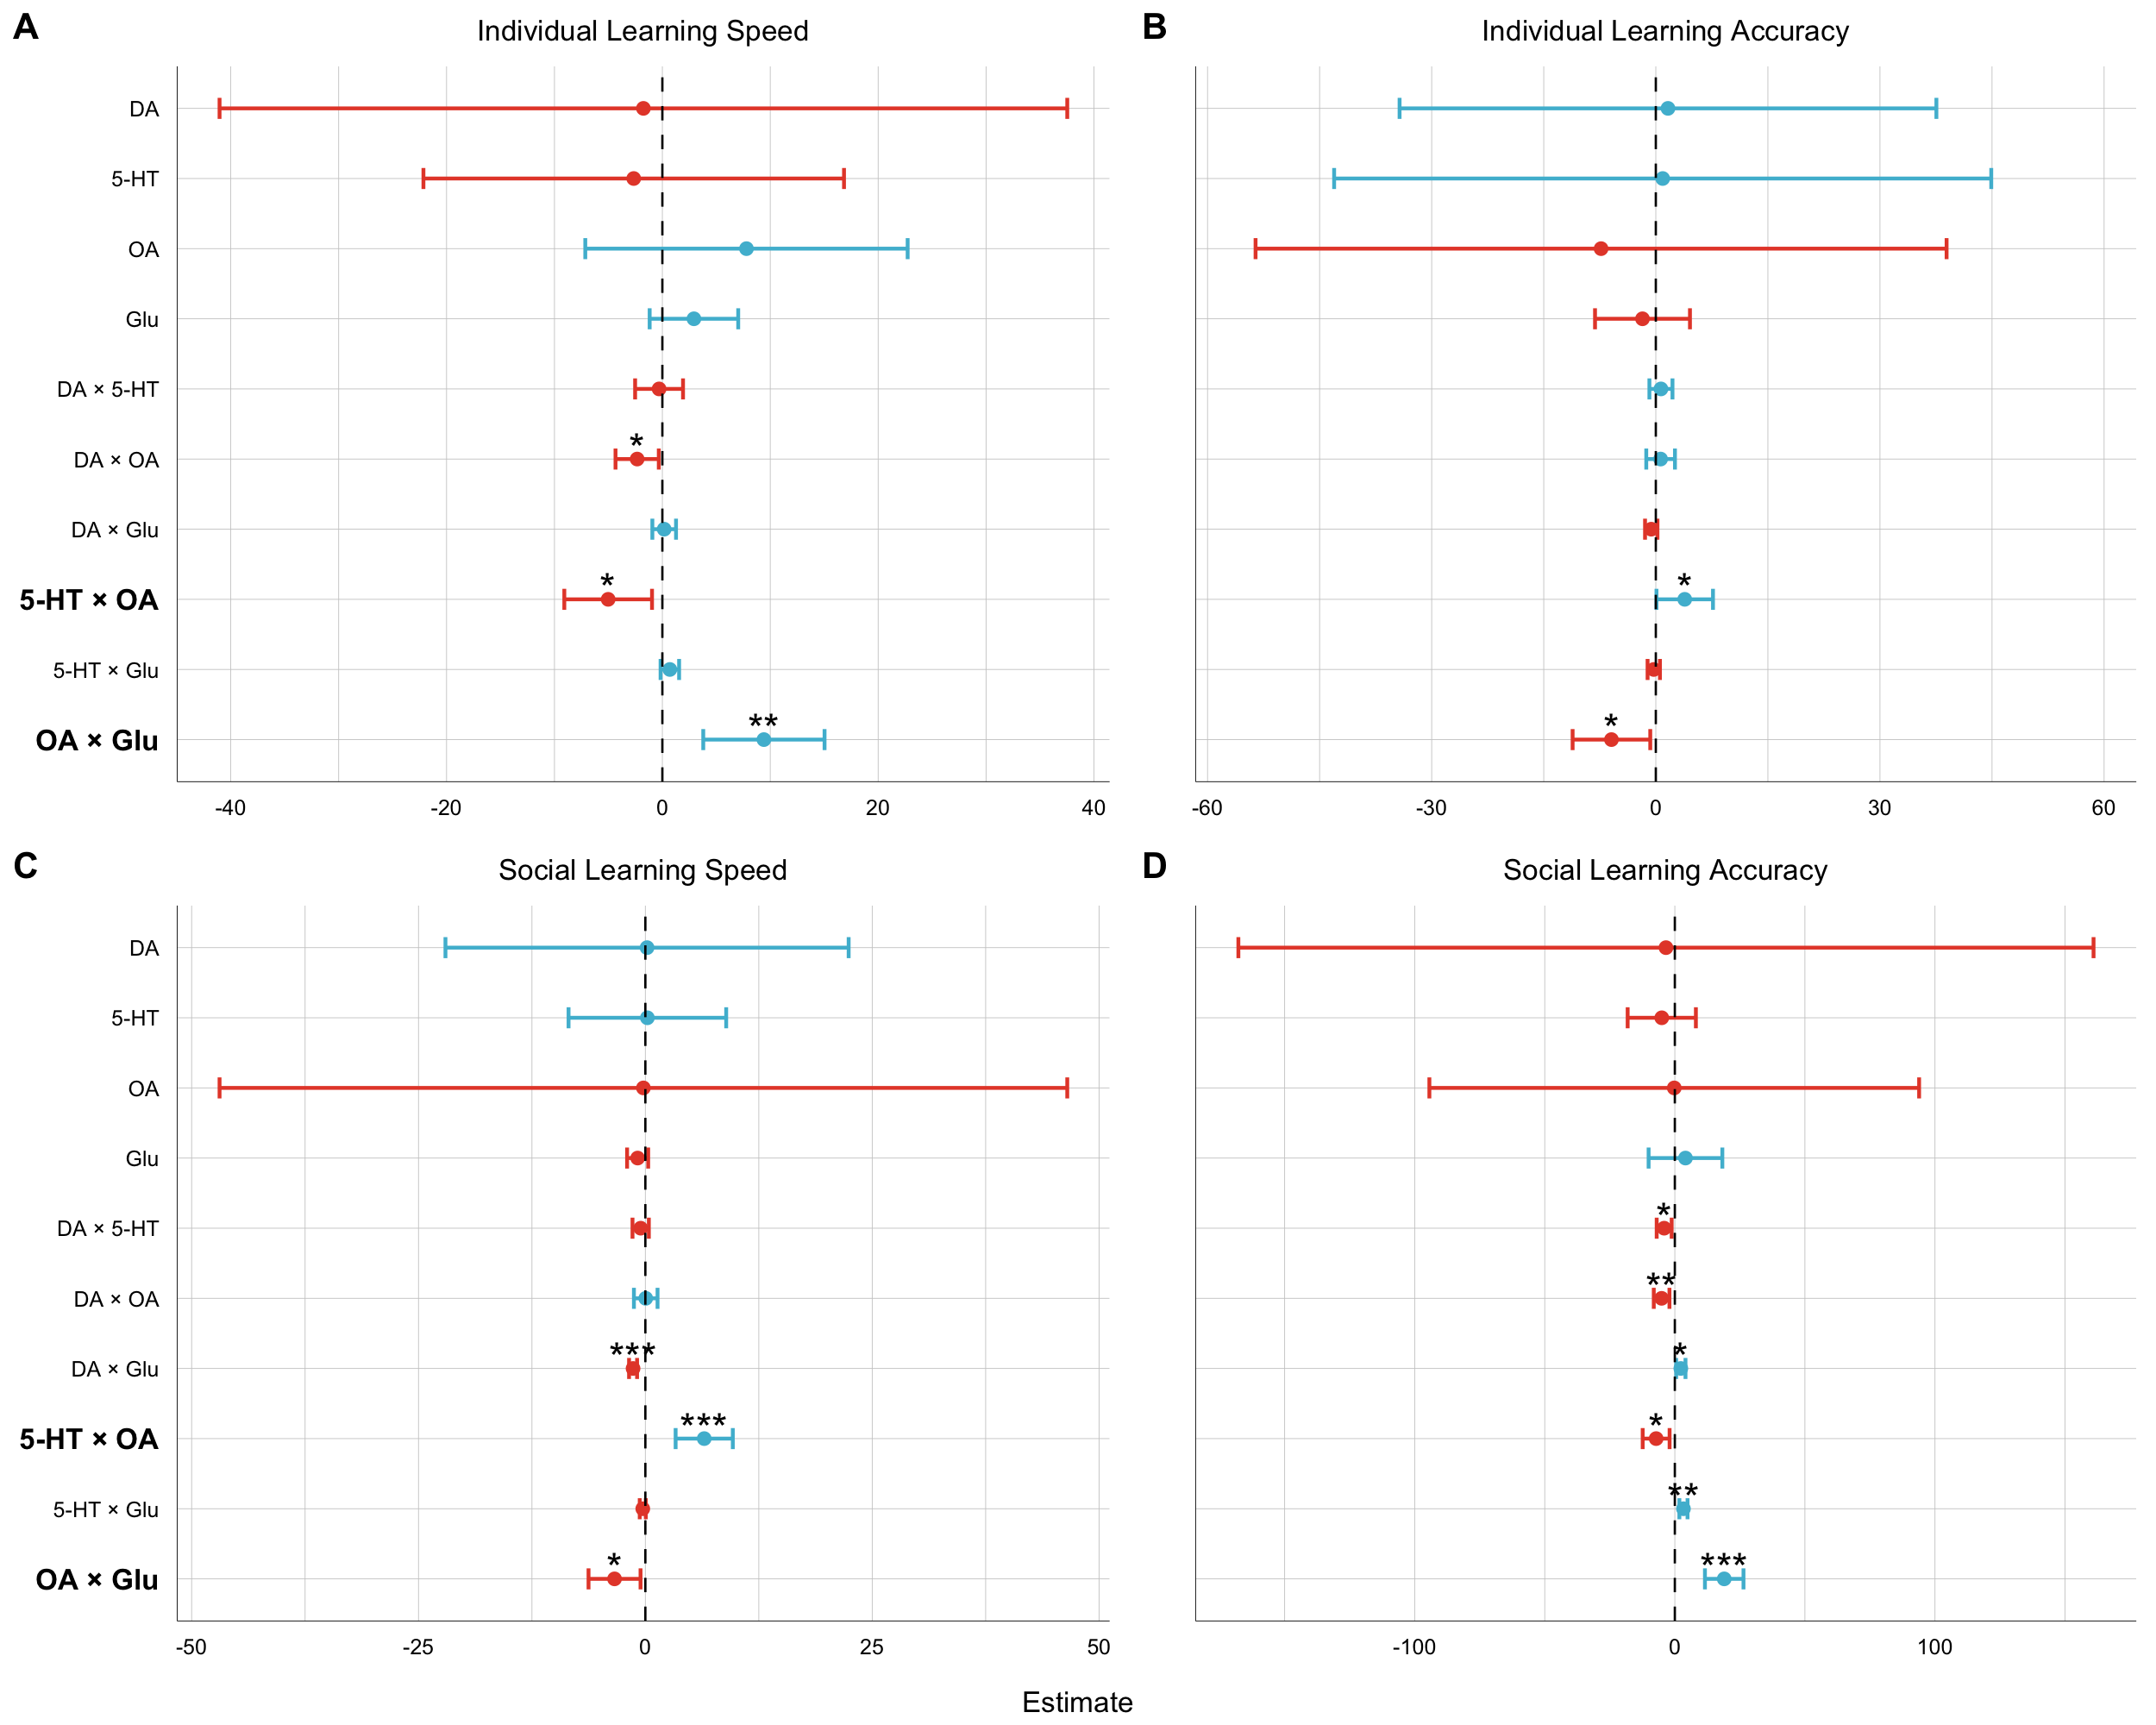 A
Individual Learning Speed
DA
5-HT
OA
Glu
DA × 5-HT
*
DA × OA
DA × Glu
*
5-HT × OA
5-HT × Glu
**
OA × Glu
-40 -20 0 20 40
B
Individual Learning Accuracy
*
*
-60 -30 0 30 60
C
Social Learning Speed
DA
5-HT
OA
Glu
DA × 5-HT
DA × OA
***
DA × Glu
***
5-HT × OA
5-HT × Glu
*
OA × Glu
-50 -25 0 25 50
D
Social Learning Accuracy
*
**
*
*
**
***
-100 0 100
Estimate